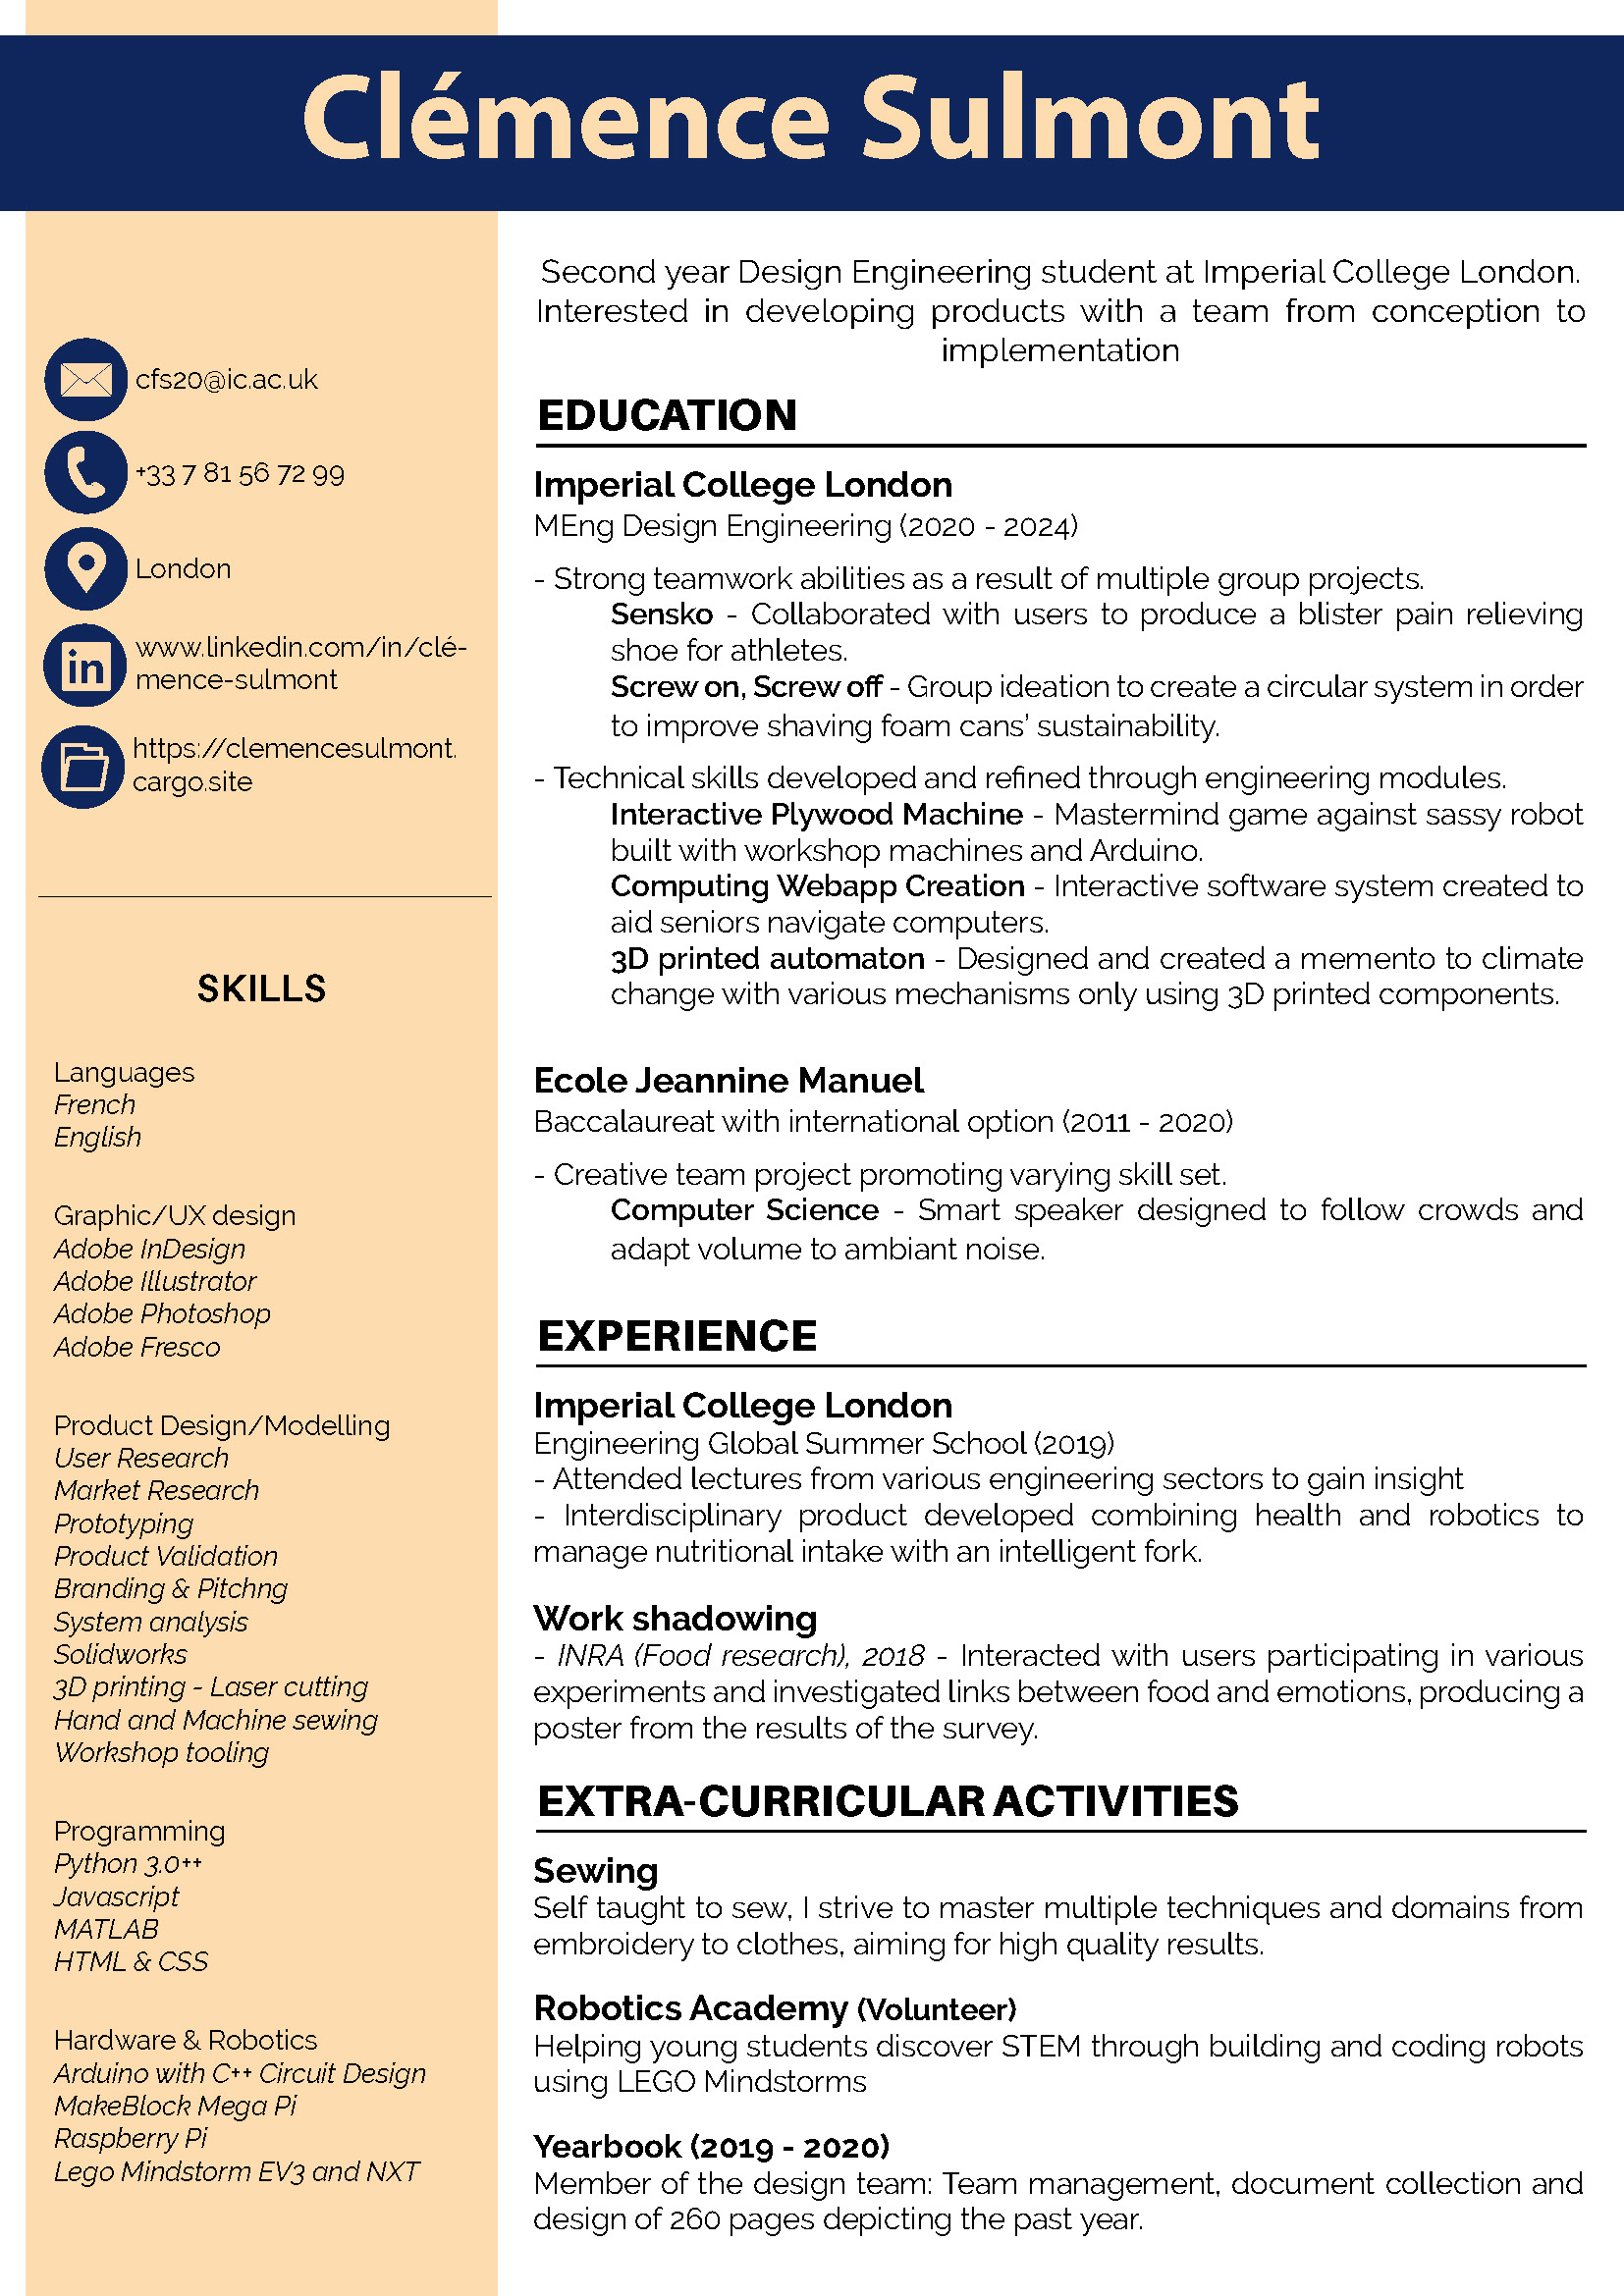 Clémence Sulmont
cfs20@ic.ac.uk
+33 7 81 56 72 99
London
www.linkedin.com/in/clé-
mence-sulmont
https://clemencesulmont.
cargo.site
SKILLS
Languages
French
English
Graphic/UX design
Adobe InDesign
Adobe Illustrator
Adobe Photoshop
Adobe Fresco
Product Design/Modelling
User Research
Market Research
Prototyping
Product Validation
Branding & Pitchng
System analysis
Solidworks
3D printing - Laser cutting
Hand and Machine sewing
Workshop tooling
Programming
Python 3.0++
Javascript
MATLAB
HTML & CSS
Hardware & Robotics
Arduino with C++ Circuit Design
MakeBlock Mega Pi
Raspberry Pi
Lego Mindstorm EV3 and NXT
Second year Design Engineering student at Imperial College London.
Interested in developing products with a team from conception to
implementation
EDUCATION
Imperial College London
MEng Design Engineering (2020 - 2024)
- Strong teamwork abilities as a result of multiple group projects.
Sensko - Collaborated with users to produce a blister pain relieving
shoe for athletes.
Screw on, Screw off - Group ideation to create a circular system in order
to improve shaving foam cans' sustainability.
- Technical skills developed and refined through engineering modules.
Interactive Plywood Machine - Mastermind game against sassy robot
built with workshop machines and Arduino.
Computing Webapp Creation - Interactive software system created to
aid seniors navigate computers.
3D printed automaton - Designed and created a memento to climate
change with various mechanisms only using 3D printed components.
Ecole Jeannine Manuel
Baccalaureat with international option (2011 - 2020)
- Creative team project promoting varying skill set.
Computer Science - Smart speaker designed to follow crowds and
adapt volume to ambiant noise.
EXPERIENCE
Imperial College London
Engineering Global Summer School (2019)
- Attended lectures from various engineering sectors to gain insight
- Interdisciplinary product developed combining health and robotics to
manage nutritional intake with an intelligent fork.
Work shadowing
- INRA (Food research), 2018 - Interacted with users participating in various
experiments and investigated links between food and emotions, producing a
poster from the results of the survey.
EXTRA-CURRICULAR ACTIVITIES
Sewing
Self taught to sew, I strive to master multiple techniques and domains from
embroidery to clothes, aiming for high quality results.
Robotics Academy (Volunteer)
Helping young students discover STEM through building and coding robots
using LEGO Mindstorms
Yearbook (2019 - 2020)
Member of the design team: Team management, document collection and
design of 260 pages depicting the past year.